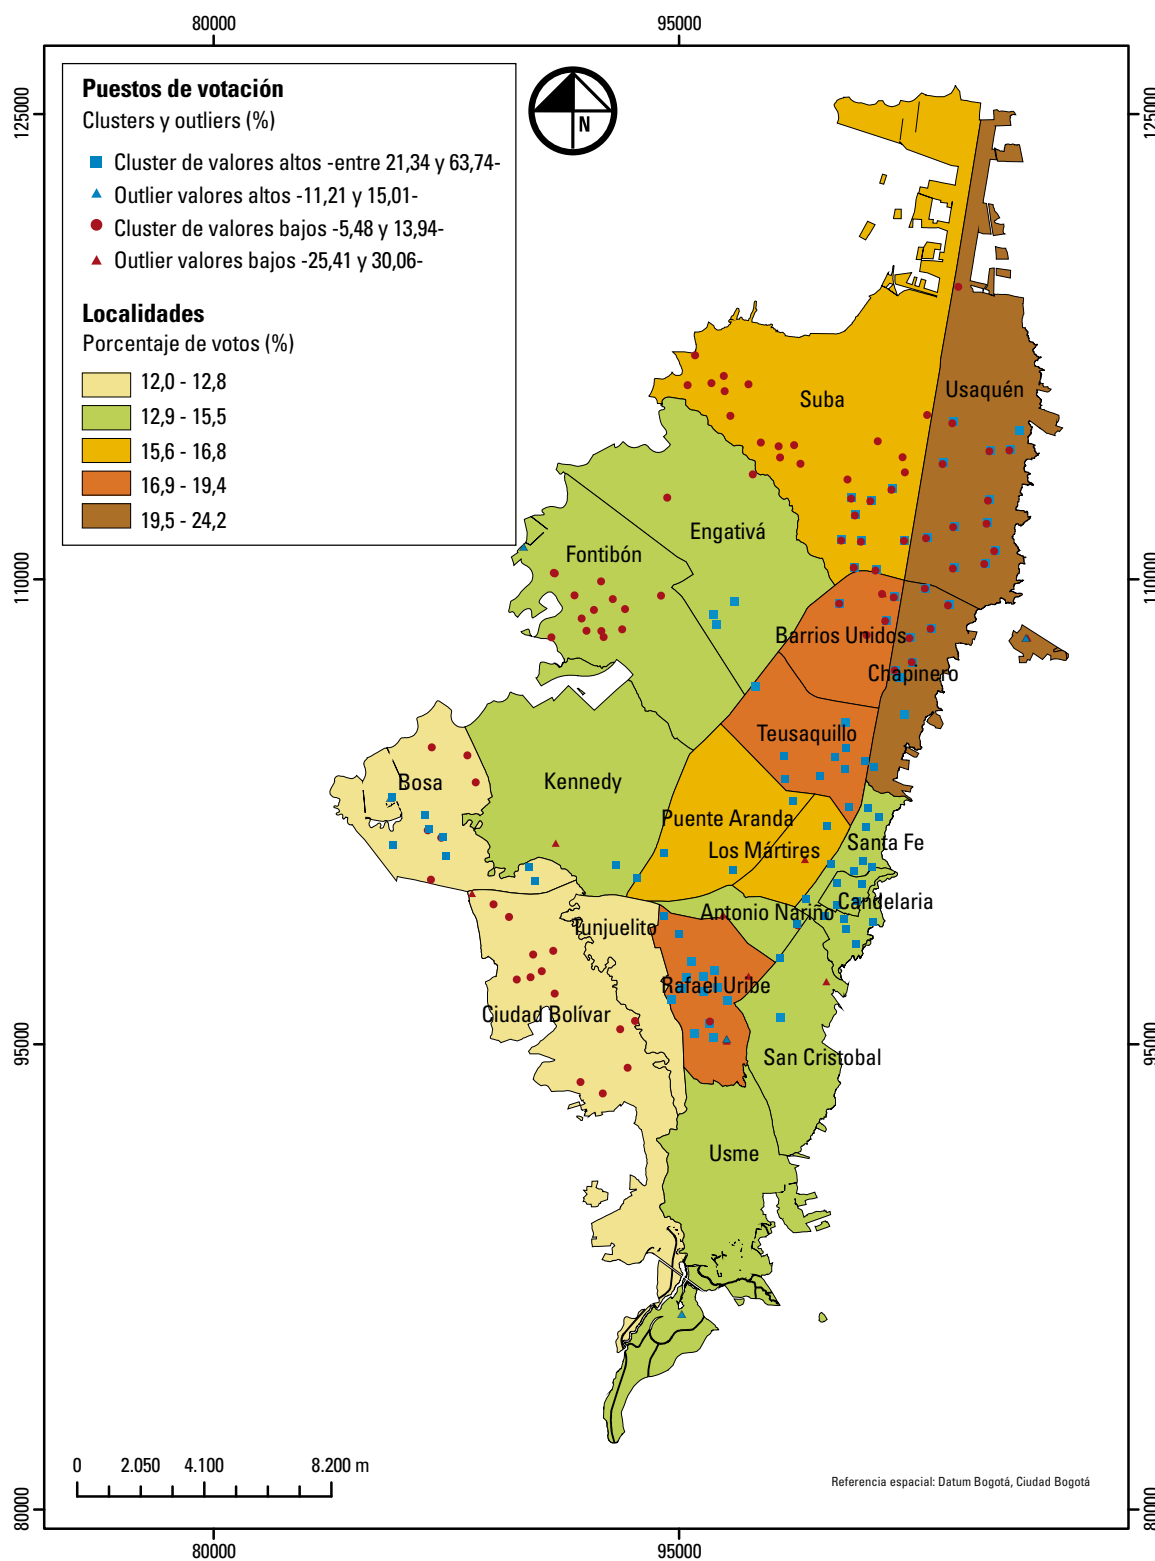 80000
95000
125000
125000
Puestos de votación
Clusters y outliers (%)
Cluster de valores altos -entre 21,34 y 63,74-
Outlier valores altos -11,21 y 15,01-
Cluster de valores bajos -5,48 y 13,94-
Outlier valores bajos -25,41 y 30,06-
Localidades
Porcentaje de votos (%)
12,0 - 12,8
12,9 - 15,5
15,6 - 16,8
16,9 - 19,4
19,5 - 24,2
N
Usaquén
Suba
Engativá
Fontibón
110000
110000
Barrios Unidos
Chapinero
Teusaquillo
Bosa
Kennedy
Puente Aranda
Los Mártires
Santa Fe
Candelaria
Antonio Nariño
Tunjuelito
Rafael Uribe
Ciudad Bolívar
95000
95000
San Cristobal
Usme
0 2.050 4.100 8.200 m
Referencia espacial: Datum Bogotá, Ciudad Bogotá
80000
80000
80000
95000